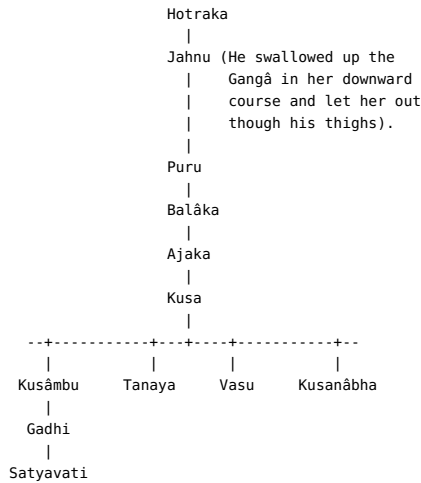 Hotraka
|
Jahnu (He swallowed up the
| Gangâ in her downward
| course and let her out
| though his thighs).
|
Puru
|
Balâka
|
Ajaka
|
Kusa
|
--+-----------+---+----+-----------+--
| | | |
Kusâmbu Tanaya Vasu Kusanâbha
|
Gadhi
|
Satyavati